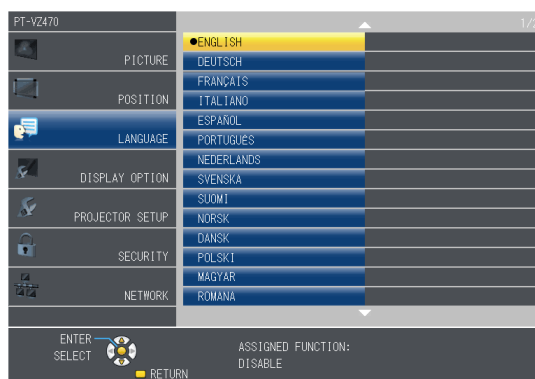 PT-VZ470
1/2
PICTURE
POSITION
LANGUAGE
DISPLAY OPTION
PROJECTOR SETUP
SECURITY
NETWORK
●ENGLISH
DEUTSCH
FRANÇAIS
ITALIANO
ESPAÑOL
PORTUGUÊS
NEDERLANDS
SVENSKA
SUOMI
NORSK
DANSK
POLSKI
MAGYAR
ROMANA
ENTER
SELECT
RETURN
ASSIGNED FUNCTION:
DISABLE